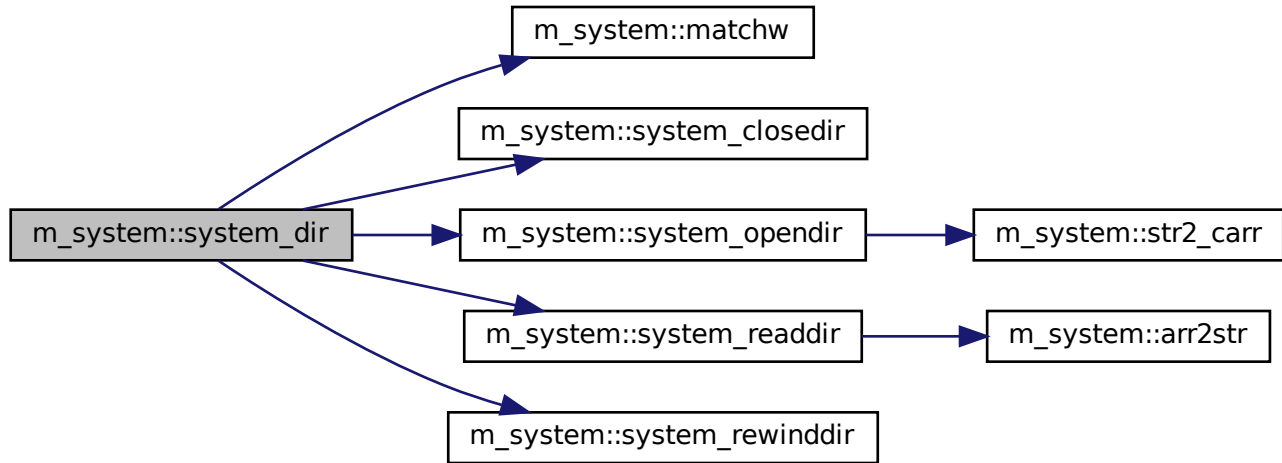 m_system::matchw
m_system::system_closedir
m_system::system_dir
m_system::system_opendir
m_system::str2_carr
m_system::system_readdir
m_system::arr2str
m_system::system_rewinddir